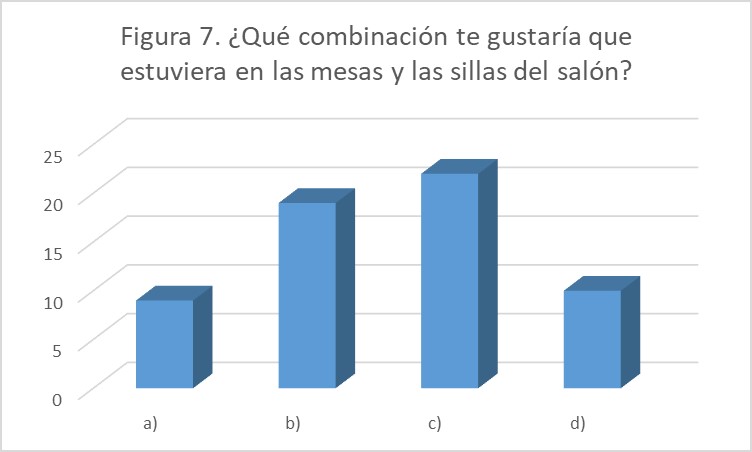 Figura 7. ¿Qué combinación te gustaría que
estuviera en las mesas y las sillas del salón?
25
20
15
10
5
0
a)
b)
c)
d)